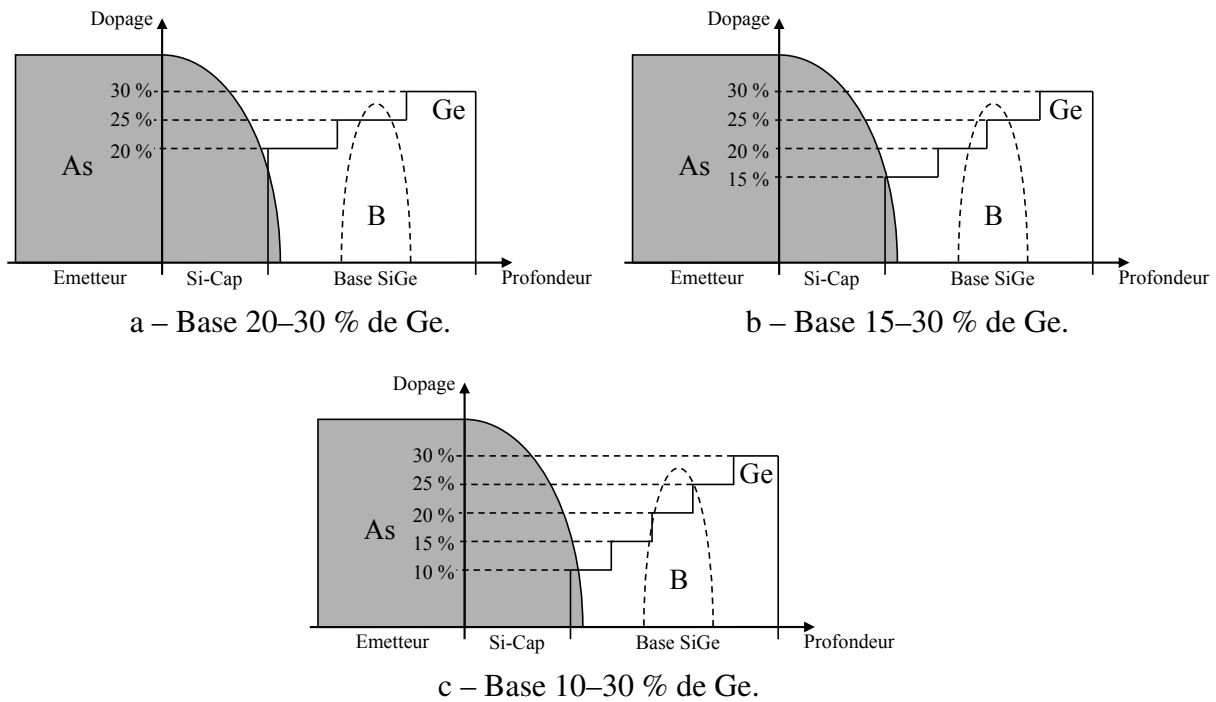 Dopage
30 %
25 %
20 %
Ge
As
B
Emetteur Si-Cap Base SiGe Profondeur
a – Base 20–30 % de Ge.
Dopage
30 %
25 %
20 %
15 %
Ge
As
B
Emetteur Si-Cap Base SiGe Profondeur
b – Base 15–30 % de Ge.
Dopage
30 %
25 %
20 %
15 %
10 %
Ge
As
B
Emetteur Si-Cap Base SiGe Profondeur
c – Base 10–30 % de Ge.